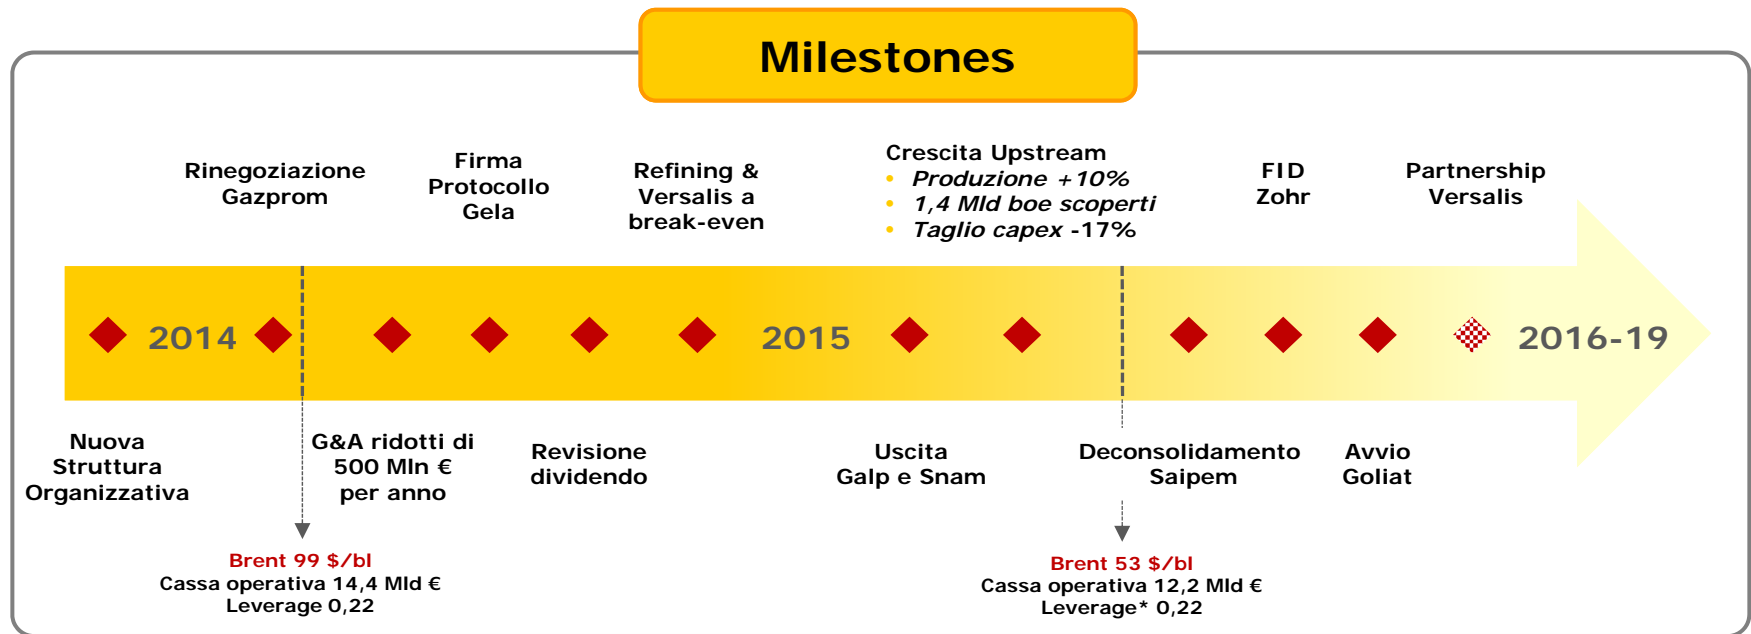 Milestones
Rinegoziazione
Gazprom
Firma
Protocollo
Gela
Refining &
Versalis a
break-even
Crescita Upstream
• Produzione +10%
• 1,4 Mld boe scoperti
• Taglio capex -17%
FID
Zohr
Partnership
Versalis
2014
2015
2016-19
Nuova
Struttura
Organizzativa
G&A ridotti di
500 Mln €
per anno
Revisione
dividendo
Uscita
Galp e Snam
Deconsolidamento
Saipem
Avvio
Goliat
Brent 99 $/bl
Cassa operativa 14,4 Mld €
Leverage 0,22
Brent 53 $/bl
Cassa operativa 12,2 Mld €
Leverage* 0,22